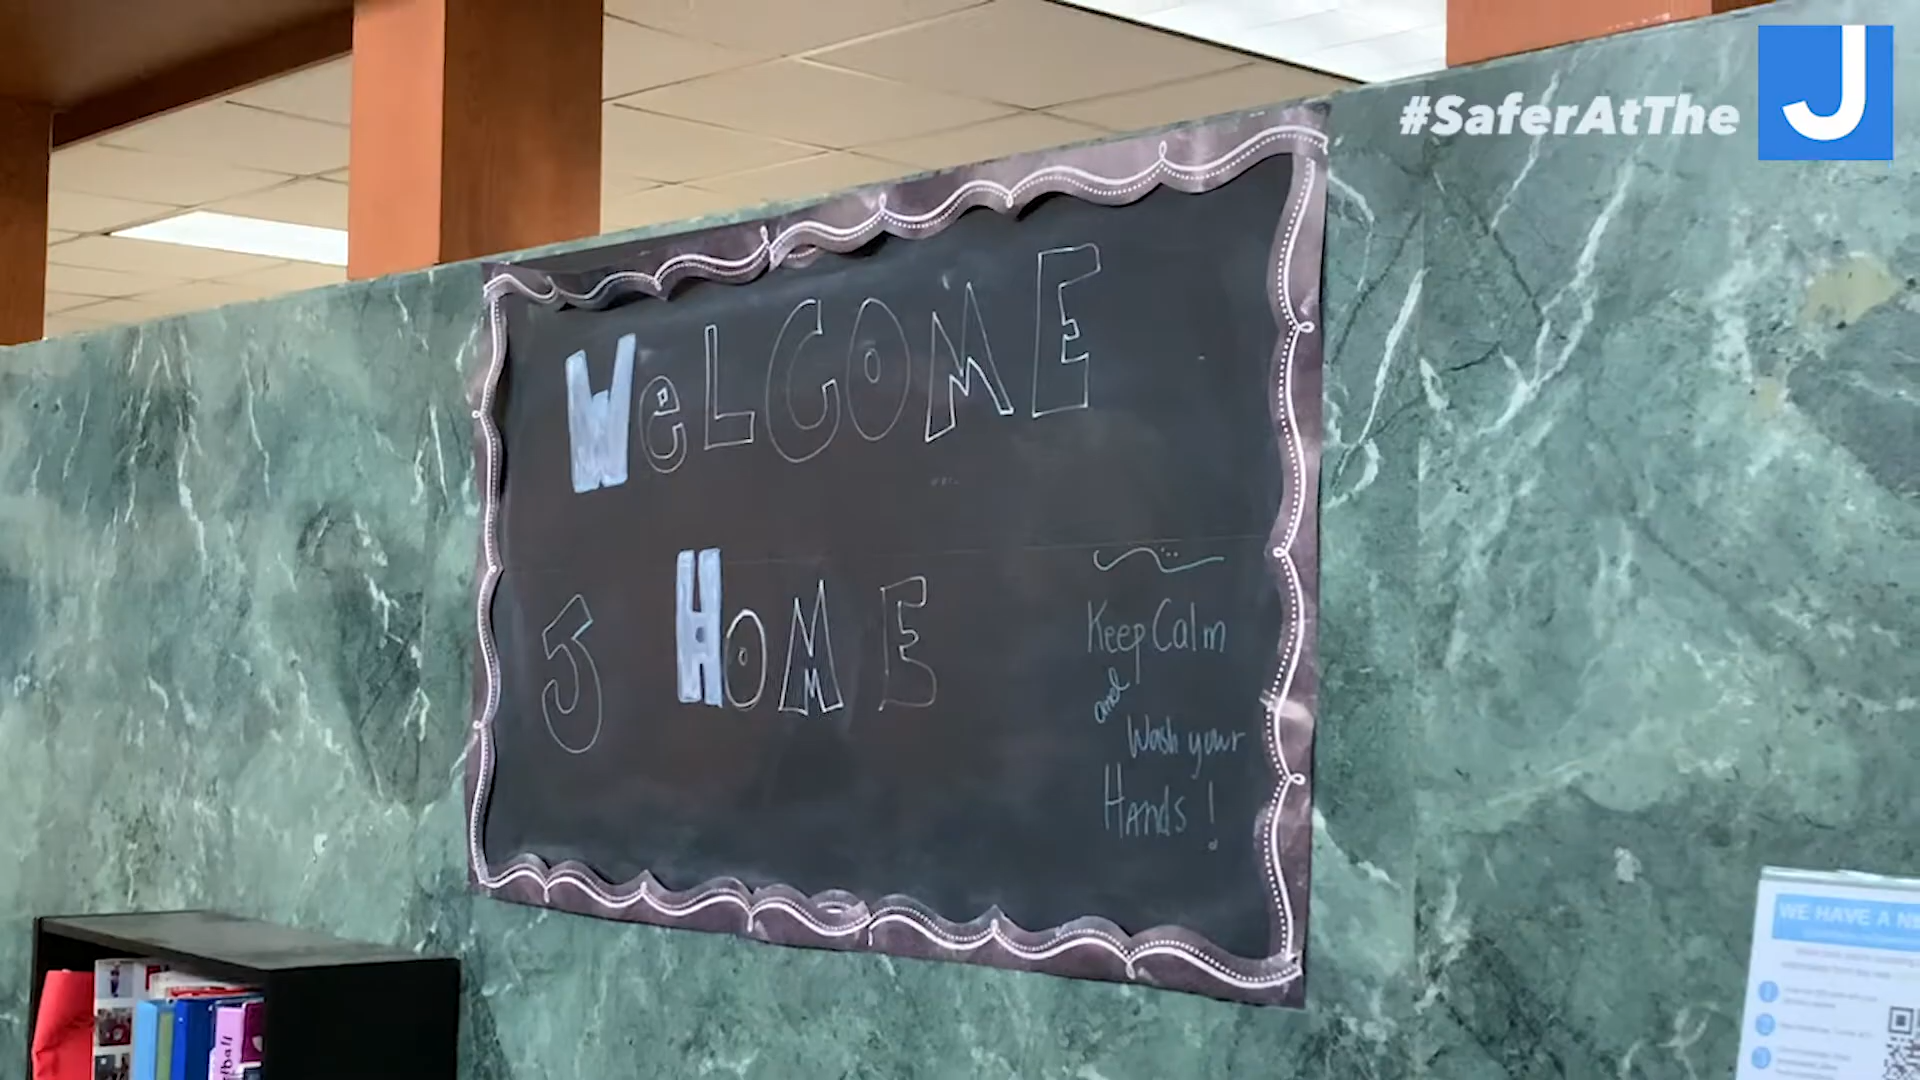 #SaferAtThe J
WeLCOME
J HOME
Keep Calm
and
Wash your
Hands!
WE HAVE A